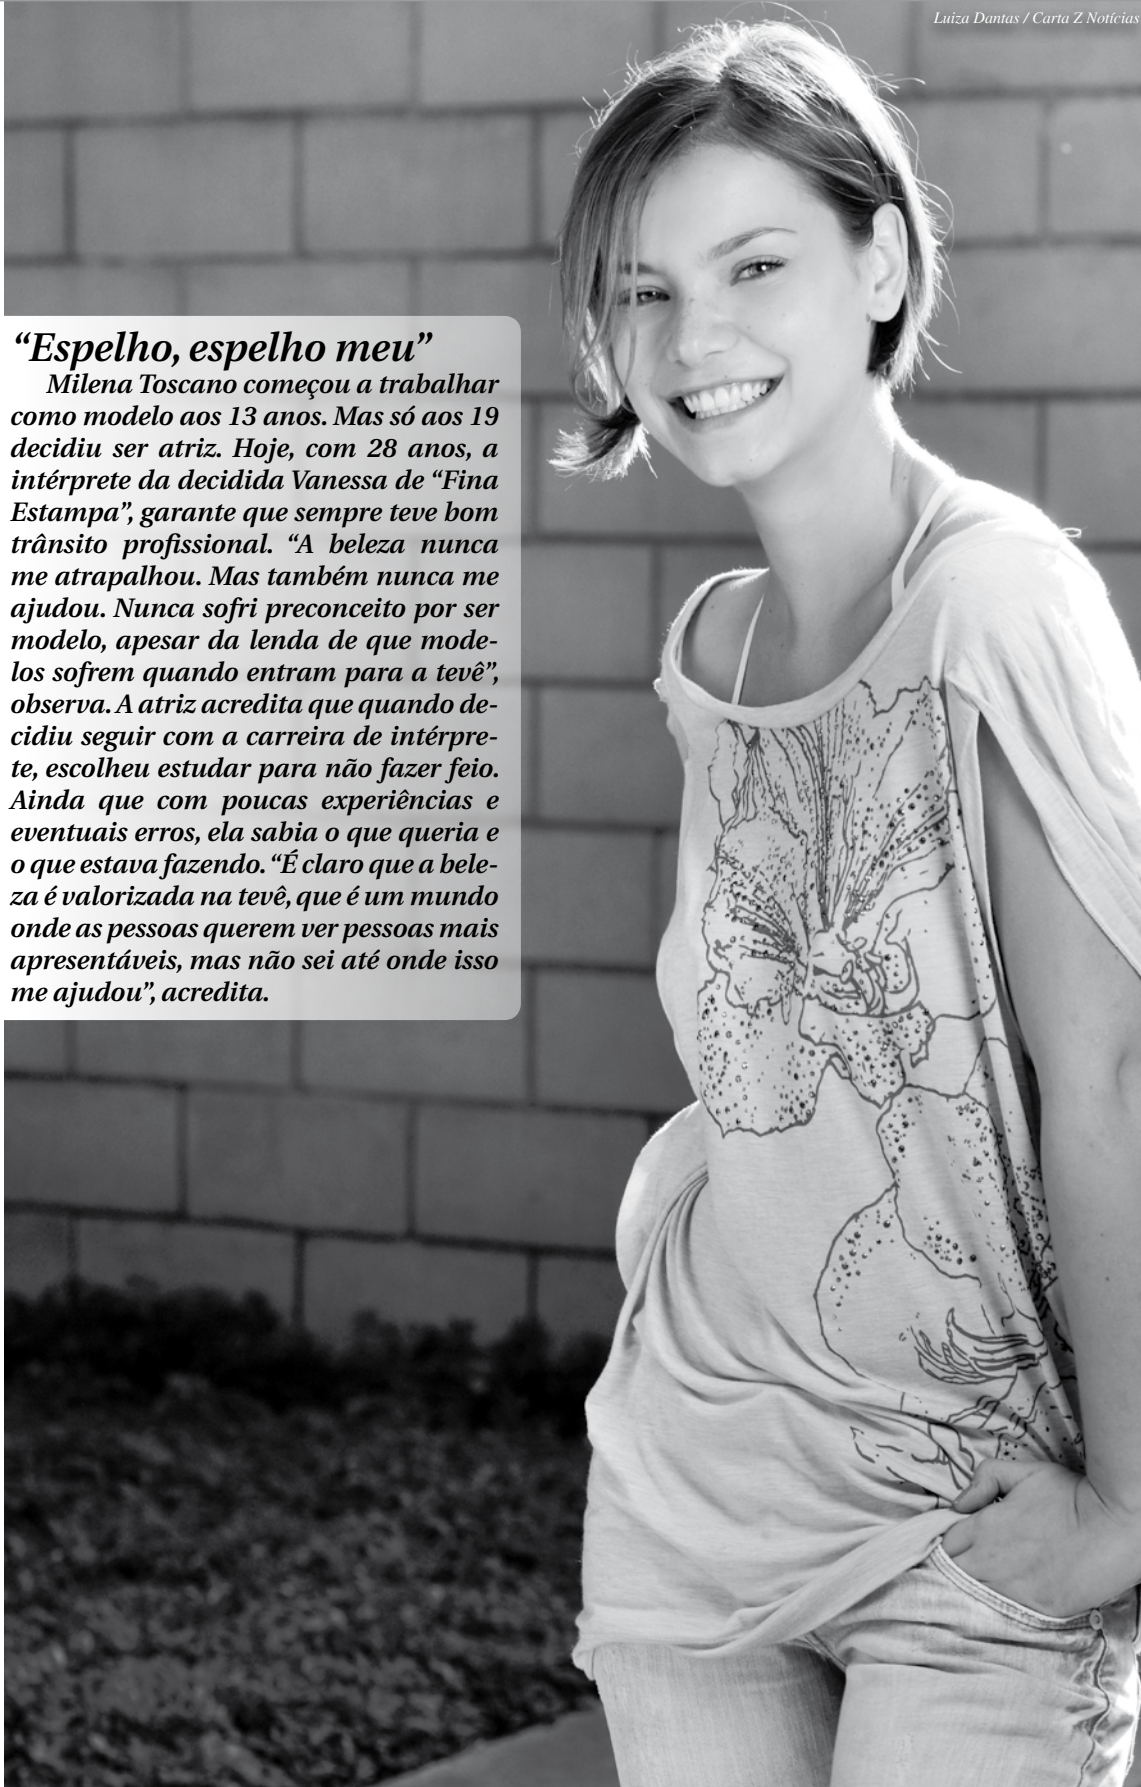 Luiza Dantas / Carta Z Notícias
“Espelho, espelho meu”
Milena Toscano começou a trabalhar
como modelo aos 13 anos. Mas só aos 19
decidiu ser atriz. Hoje, com 28 anos, a
intérprete da decidida Vanessa de “Fina
Estampa”, garante que sempre teve bom
trânsito profissional. “A beleza nunca
me atrapalhou. Mas também nunca me
ajudou. Nunca sofri preconceito por ser
modelo, apesar da lenda de que mode-
los sofrem quando entram para a tevê”,
observa. A atriz acredita que quando de-
cidiu seguir com a carreira de intérpre-
te, escolheu estudar para não fazer feio.
Ainda que com poucas experiências e
eventuais erros, ela sabia o que queria e
o que estava fazendo. “É claro que a bele-
za é valorizada na tevê, que é um mundo
onde as pessoas querem ver pessoas mais
apresentáveis, mas não sei até onde isso
me ajudou”, acredita.